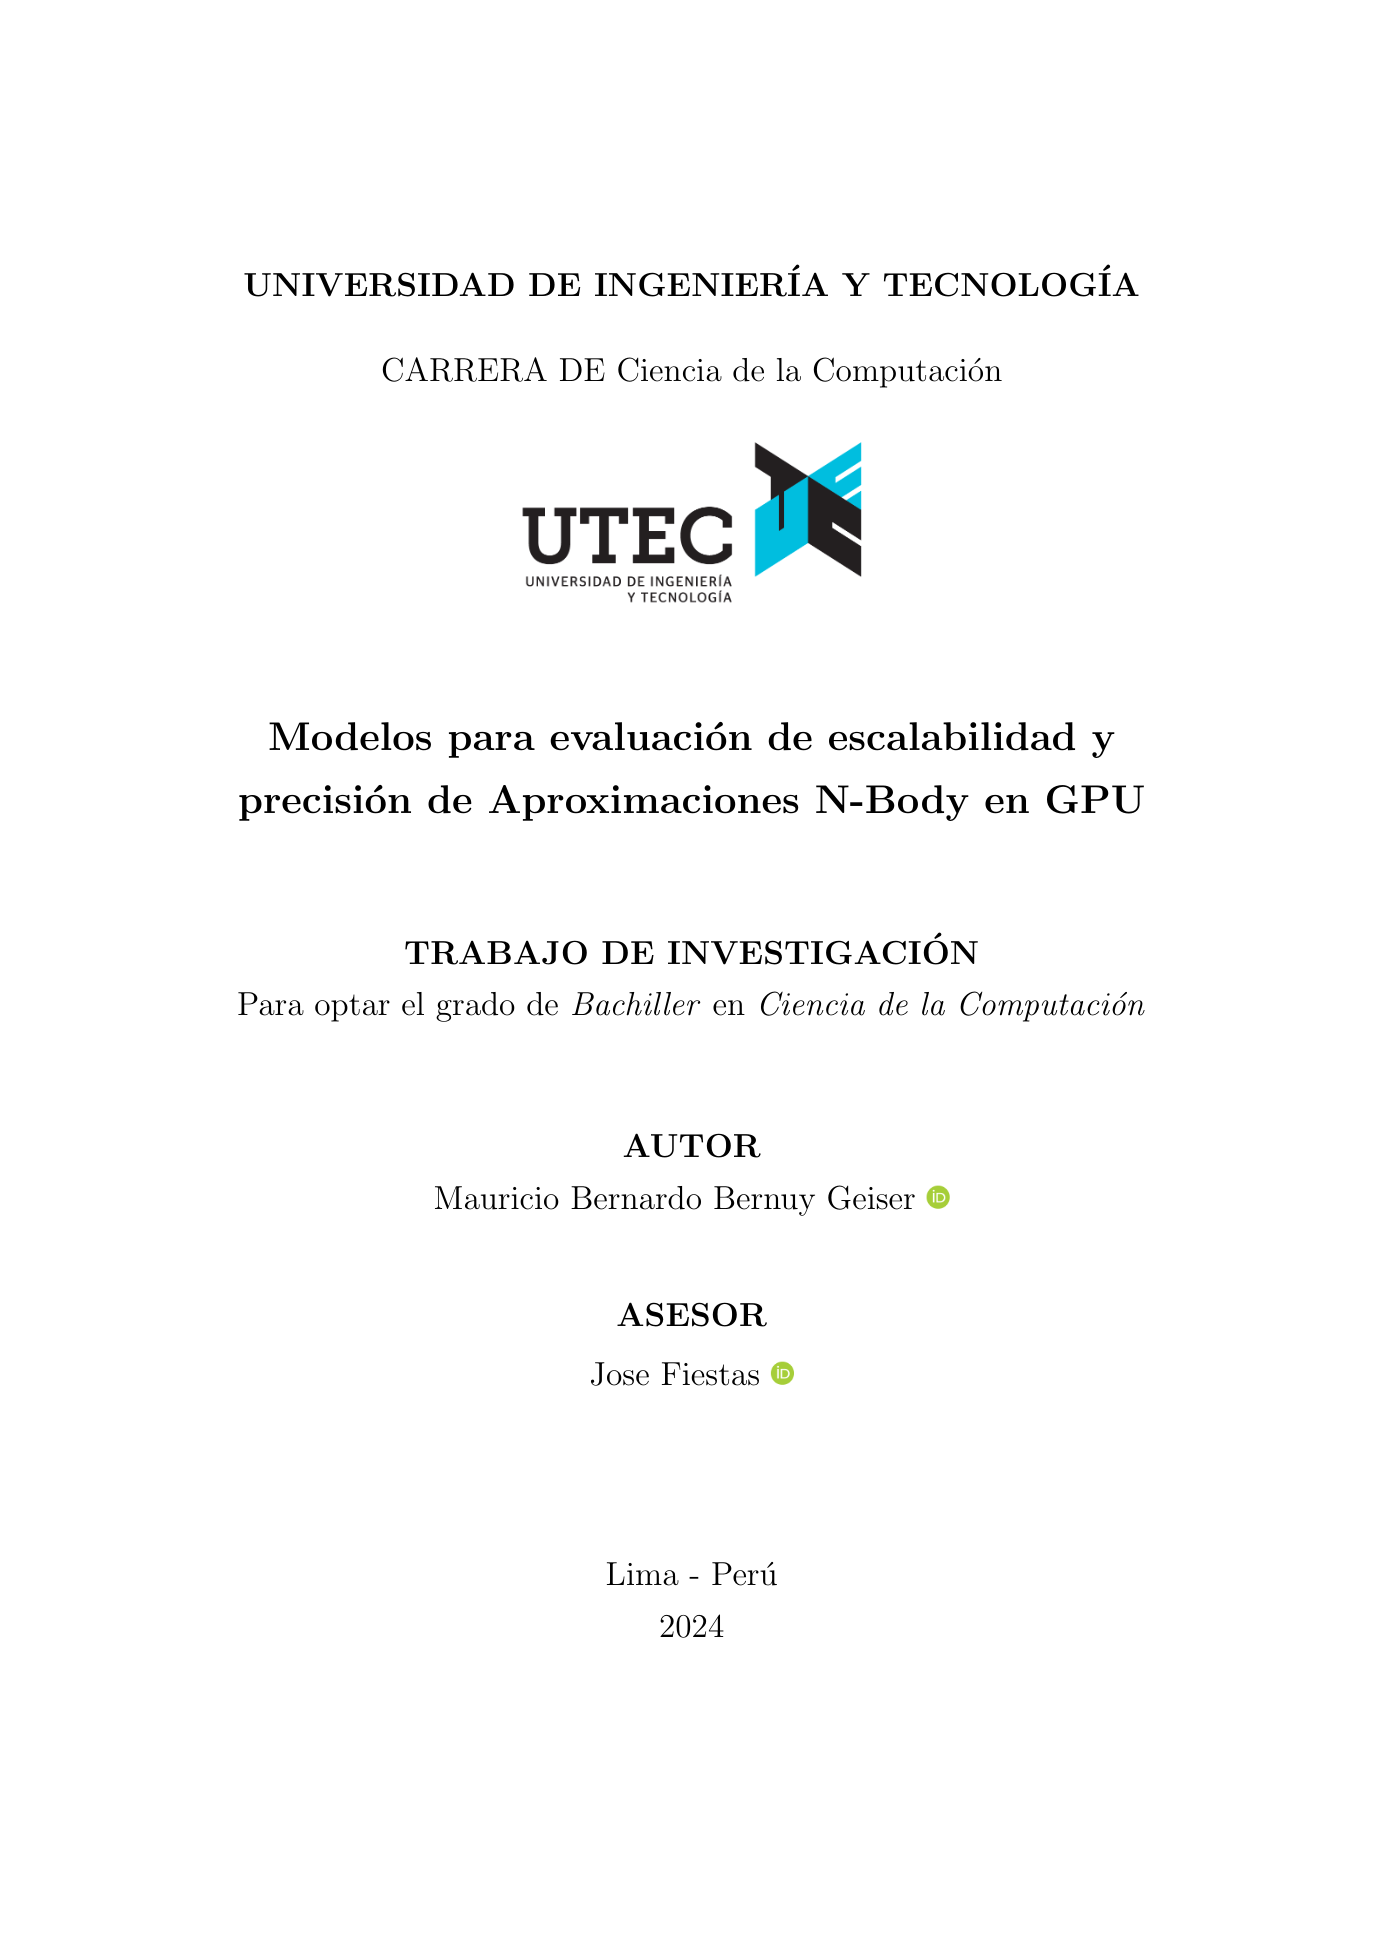 UNIVERSIDAD DE INGENIERÍA Y TECNOLOGÍA
CARRERA DE Ciencia de la Computación
UTEC
UNIVERSIDAD DE INGENIERÍA
Y TECNOLOGÍA
UTEC
Modelos para evaluación de escalabilidad y
precisión de Aproximaciones N-Body en GPU
TRABAJO DE INVESTIGACIÓN
Para optar el grado de Bachiller en Ciencia de la Computación
AUTOR
Mauricio Bernardo Bernuy Geiser iD
ASESOR
Jose Fiestas iD
Lima - Perú
2024